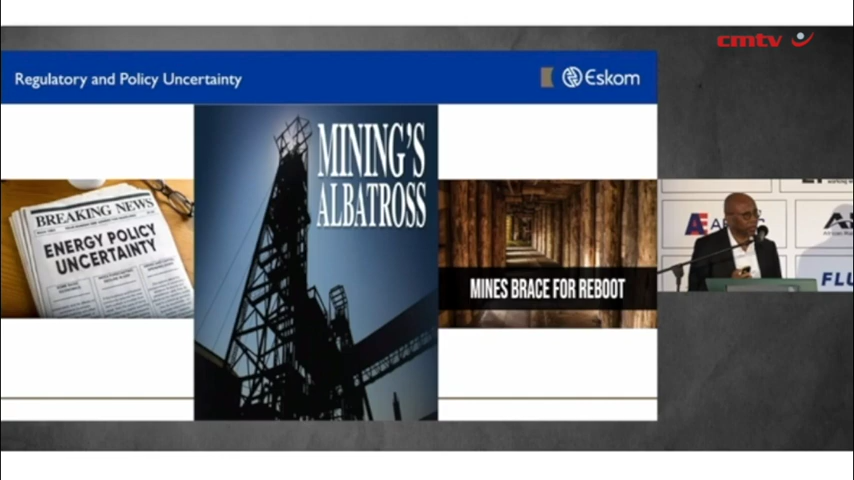 cmtv
Regulatory and Policy Uncertainty
Eskom
BREAKING NEWS
ENERGY POLICY
UNCERTAINTY
MINING'S
ALBATROSS
MINES BRACE FOR REBOOT
FLU